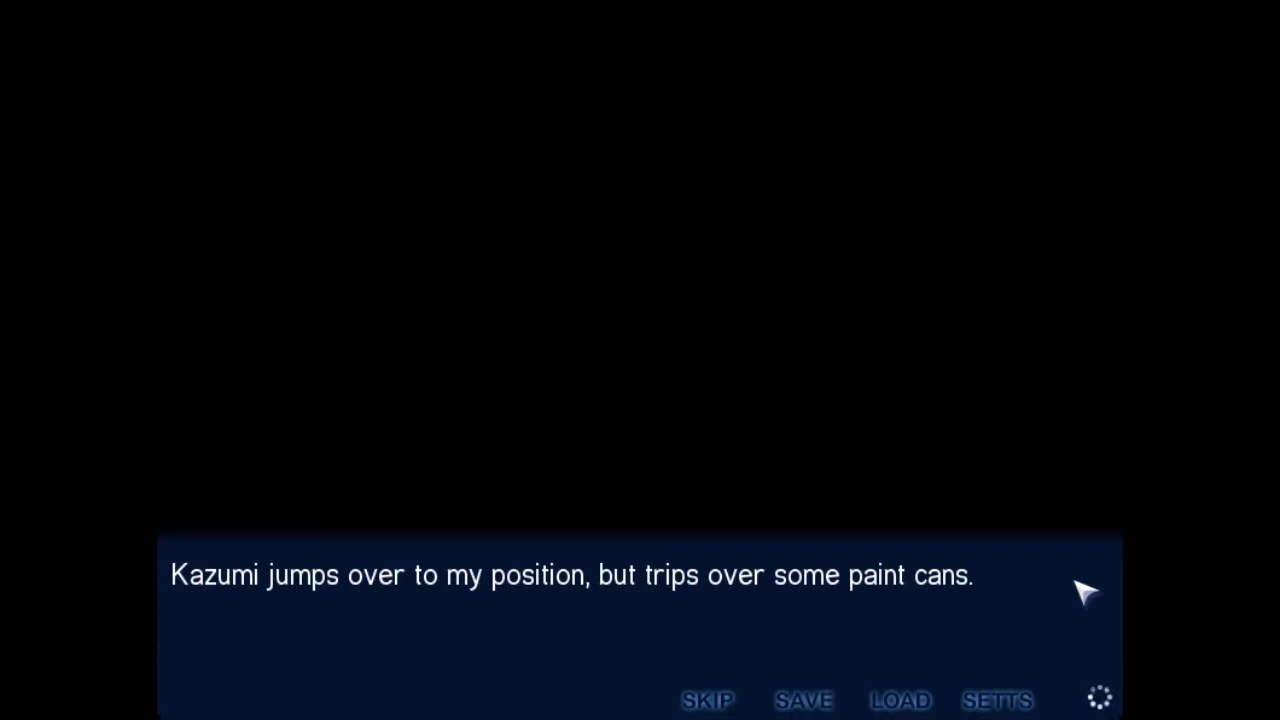 Kazumi jumps over to my position, but trips over some paint cans.
SKIP SAVE LOAD SETTS